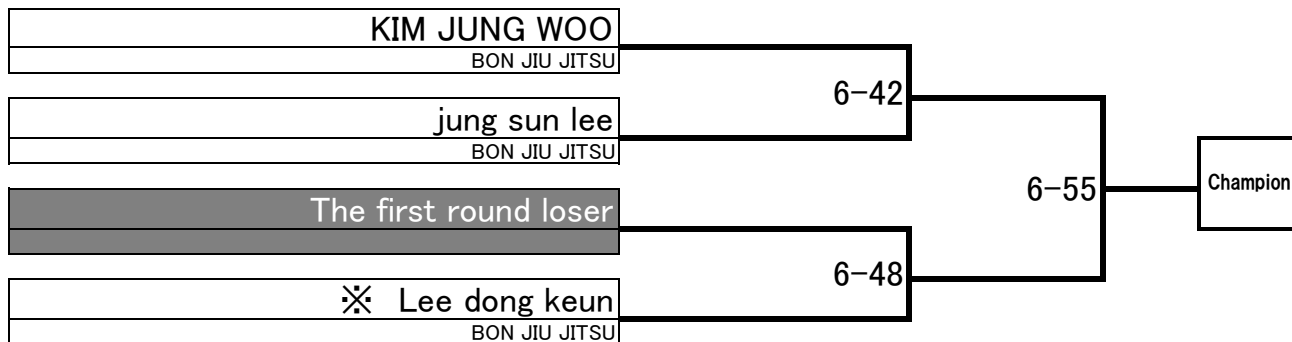 KIM JUNG WOO
BON JIU JITSU
6-42
jung sun lee
BON JIU JITSU
6-55
Champion
The first round loser
6-48
※ Lee dong keun
BON JIU JITSU